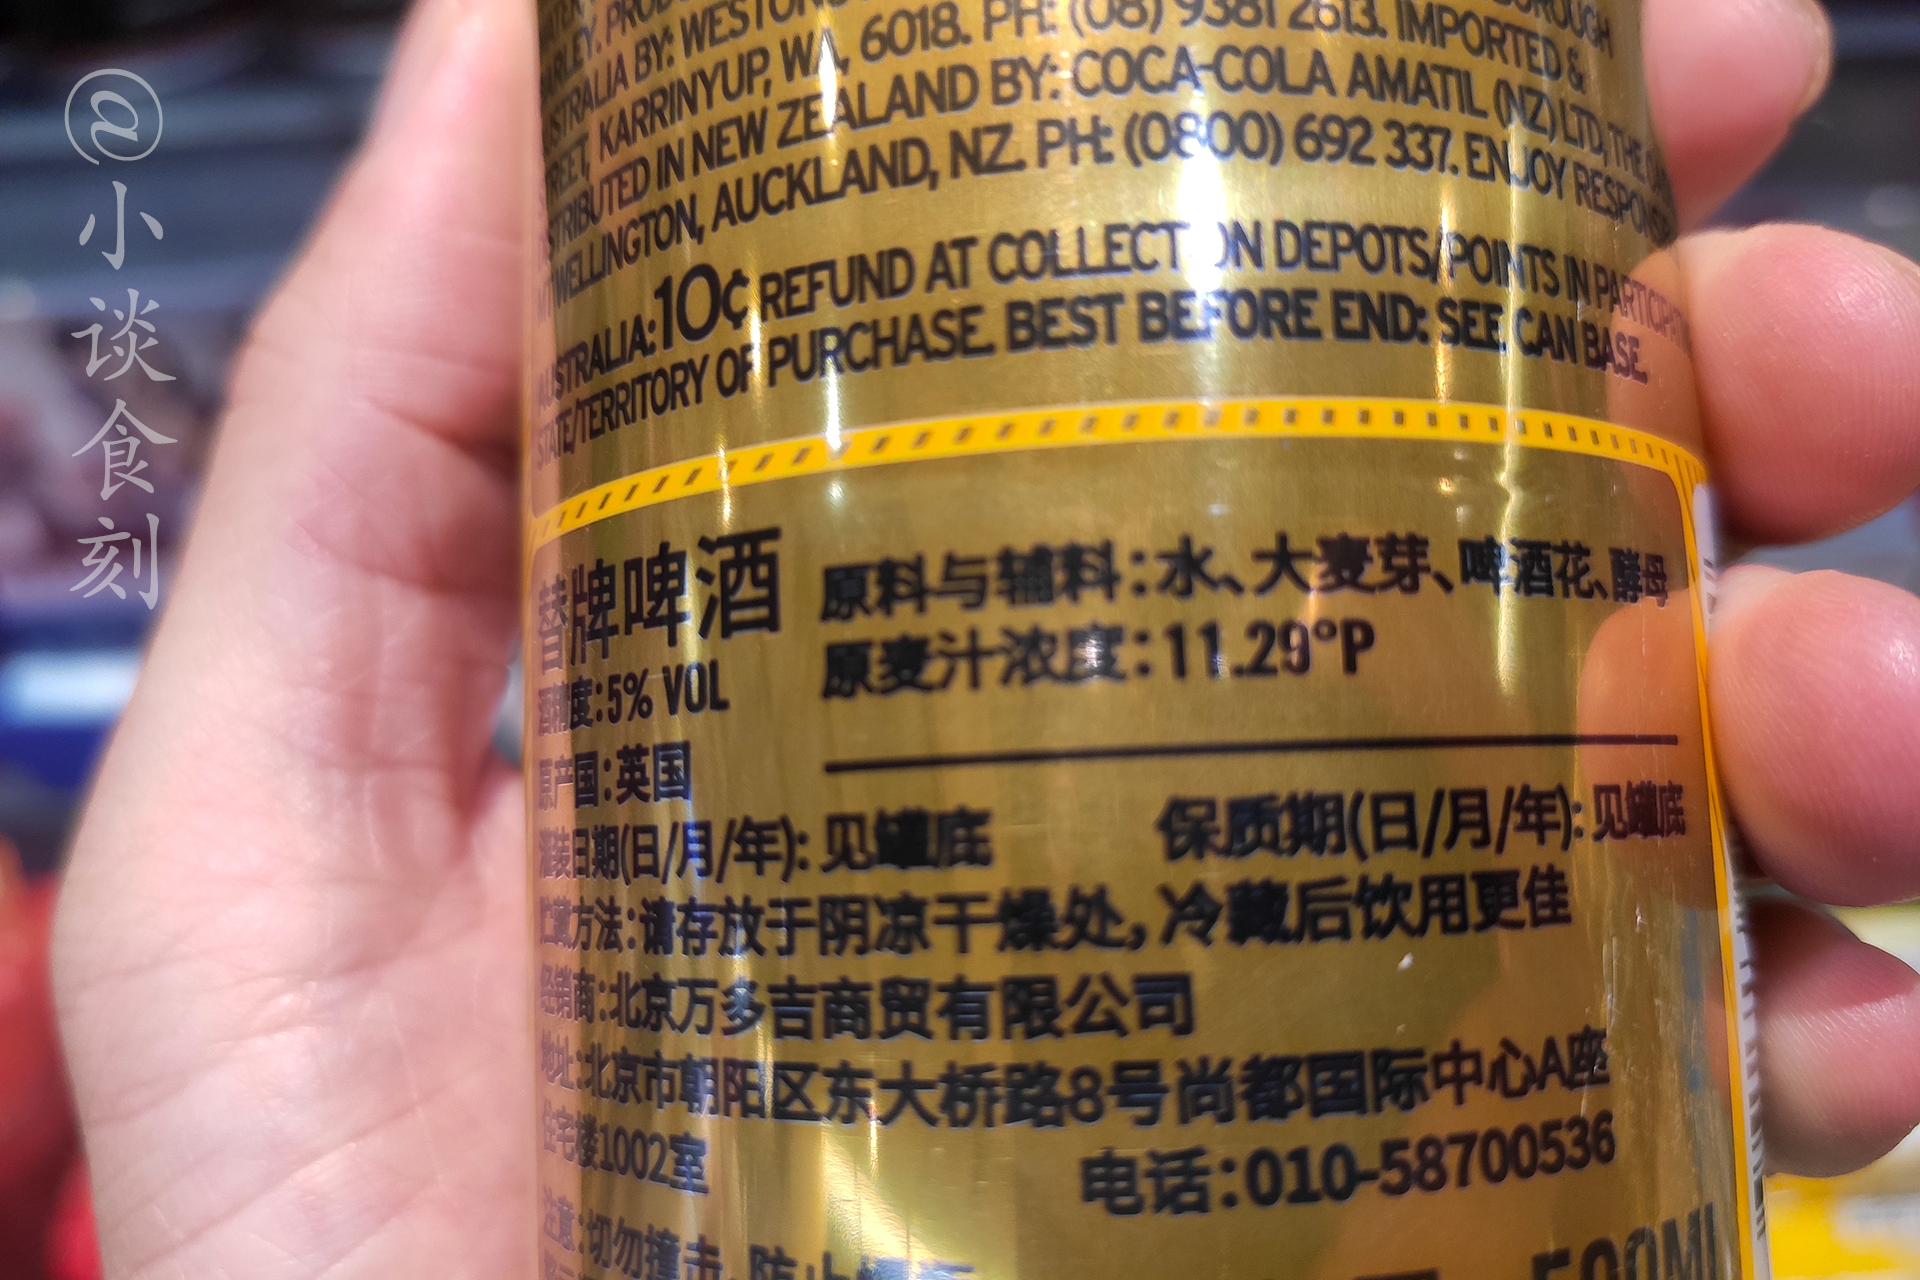 @小谈食刻
BY: WESTONS
AUSTRALIA BY:
KARRINYUP, WA, 6018. PH: (08) 9381 2613. IMPORTED &
DISTRIBUTED IN NEW ZEALAND BY: COCA-COLA AMATIL (NZ) LTD, THE
MT WELLINGTON, AUCKLAND, NZ. PH: (0800) 692 337. ENJOY RESPONSIBLY
AUSTRALIA: 10¢ REFUND AT COLLECTION DEPOTS/POINTS IN PARTICIPATING
STATE/TERRITORY OF PURCHASE. BEST BEFORE END: SEE CAN BASE.
替牌啤酒
酒精度:5% VOL
原料与辅料:水、大麦芽、啤酒花、酵母
原麦汁浓度:11.29°P
原产国:英国
灌装日期(日/月/年): 见罐底 保质期(日/月/年): 见罐底
贮藏方法:请存放于阴凉干燥处,冷藏后饮用更佳
经销商:北京万多吉商贸有限公司
地址:北京市朝阳区东大桥路8号尚都国际中心A座
住宅楼1002室 电话:010-58700536
注意:切勿撞击,防止
500ML